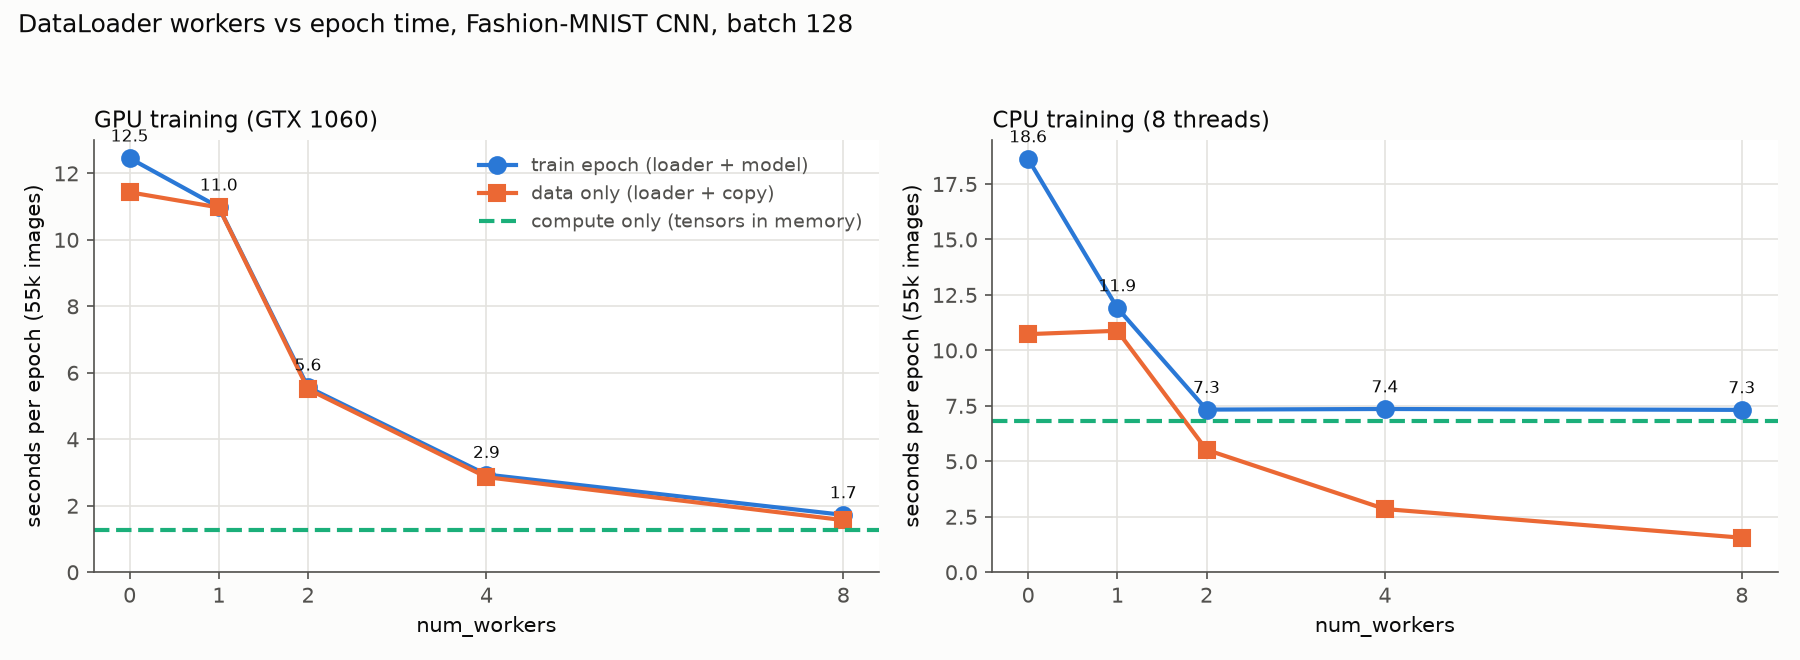 DataLoader workers vs epoch time, Fashion-MNIST CNN, batch 128
GPU training (GTX 1060)
12.5
11.0
5.6
2.9
1.7
train epoch (loader + model)
data only (loader + copy)
compute only (tensors in memory)
seconds per epoch (55k images)
12
10
8
6
4
2
0
0 1 2 4 8
num_workers
CPU training (8 threads)
18.6
11.9
7.3
7.4
7.3
seconds per epoch (55k images)
17.5
15.0
12.5
10.0
7.5
5.0
2.5
0.0
0 1 2 4 8
num_workers